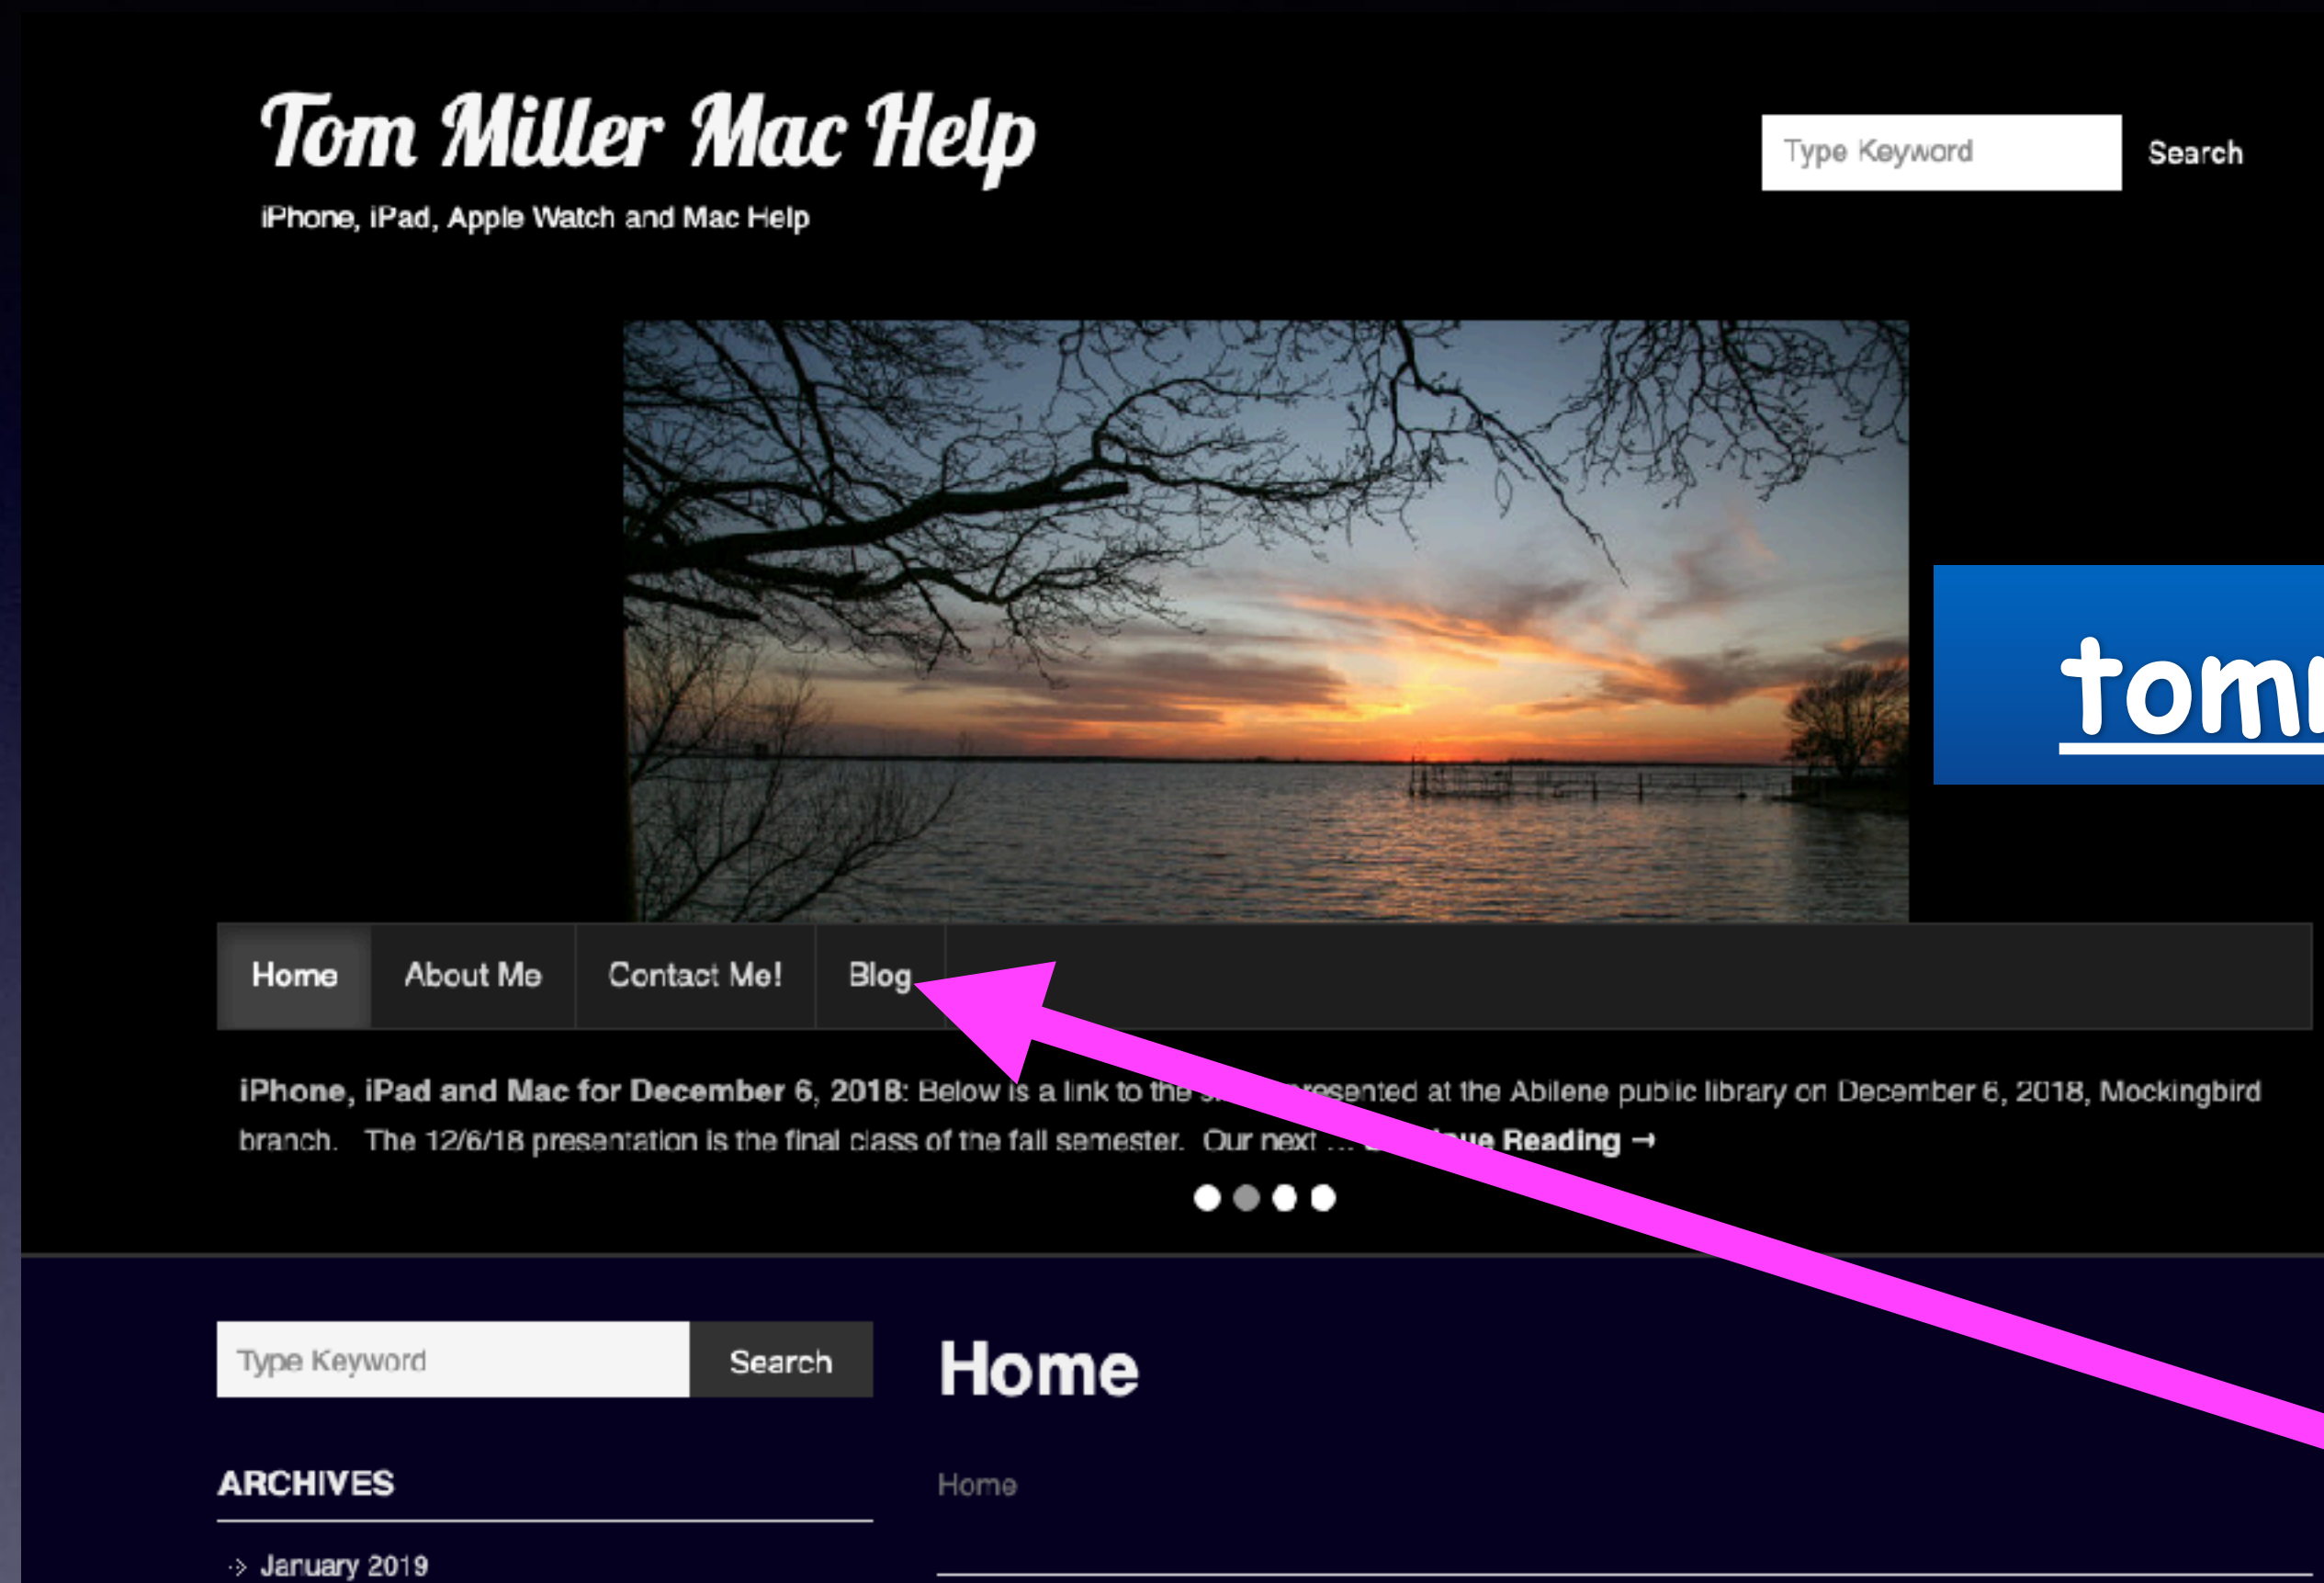 Tom Miller Mac Help
iPhone, iPad, Apple Watch and Mac Help
Type Keyword Search
Home About Me Contact Me! Blog
iPhone, iPad and Mac for December 6, 2018: Below is a link to the presented at the Abilene public library on December 6, 2018, Mockingbird
branch. The 12/6/18 presentation is the final class of the fall semester. Our next ... Reading →
Type Keyword Search
Home
ARCHIVES
Home
January 2019